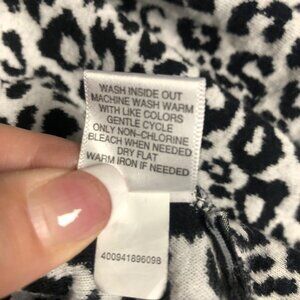 WASH INSIDE OUT
MACHINE WASH WARM
WITH LIKE COLORS
GENTLE CYCLE
ONLY NON-CHLORINE
BLEACH WHEN NEEDED
DRY FLAT
WARM IRON IF NEEDED
400941896098